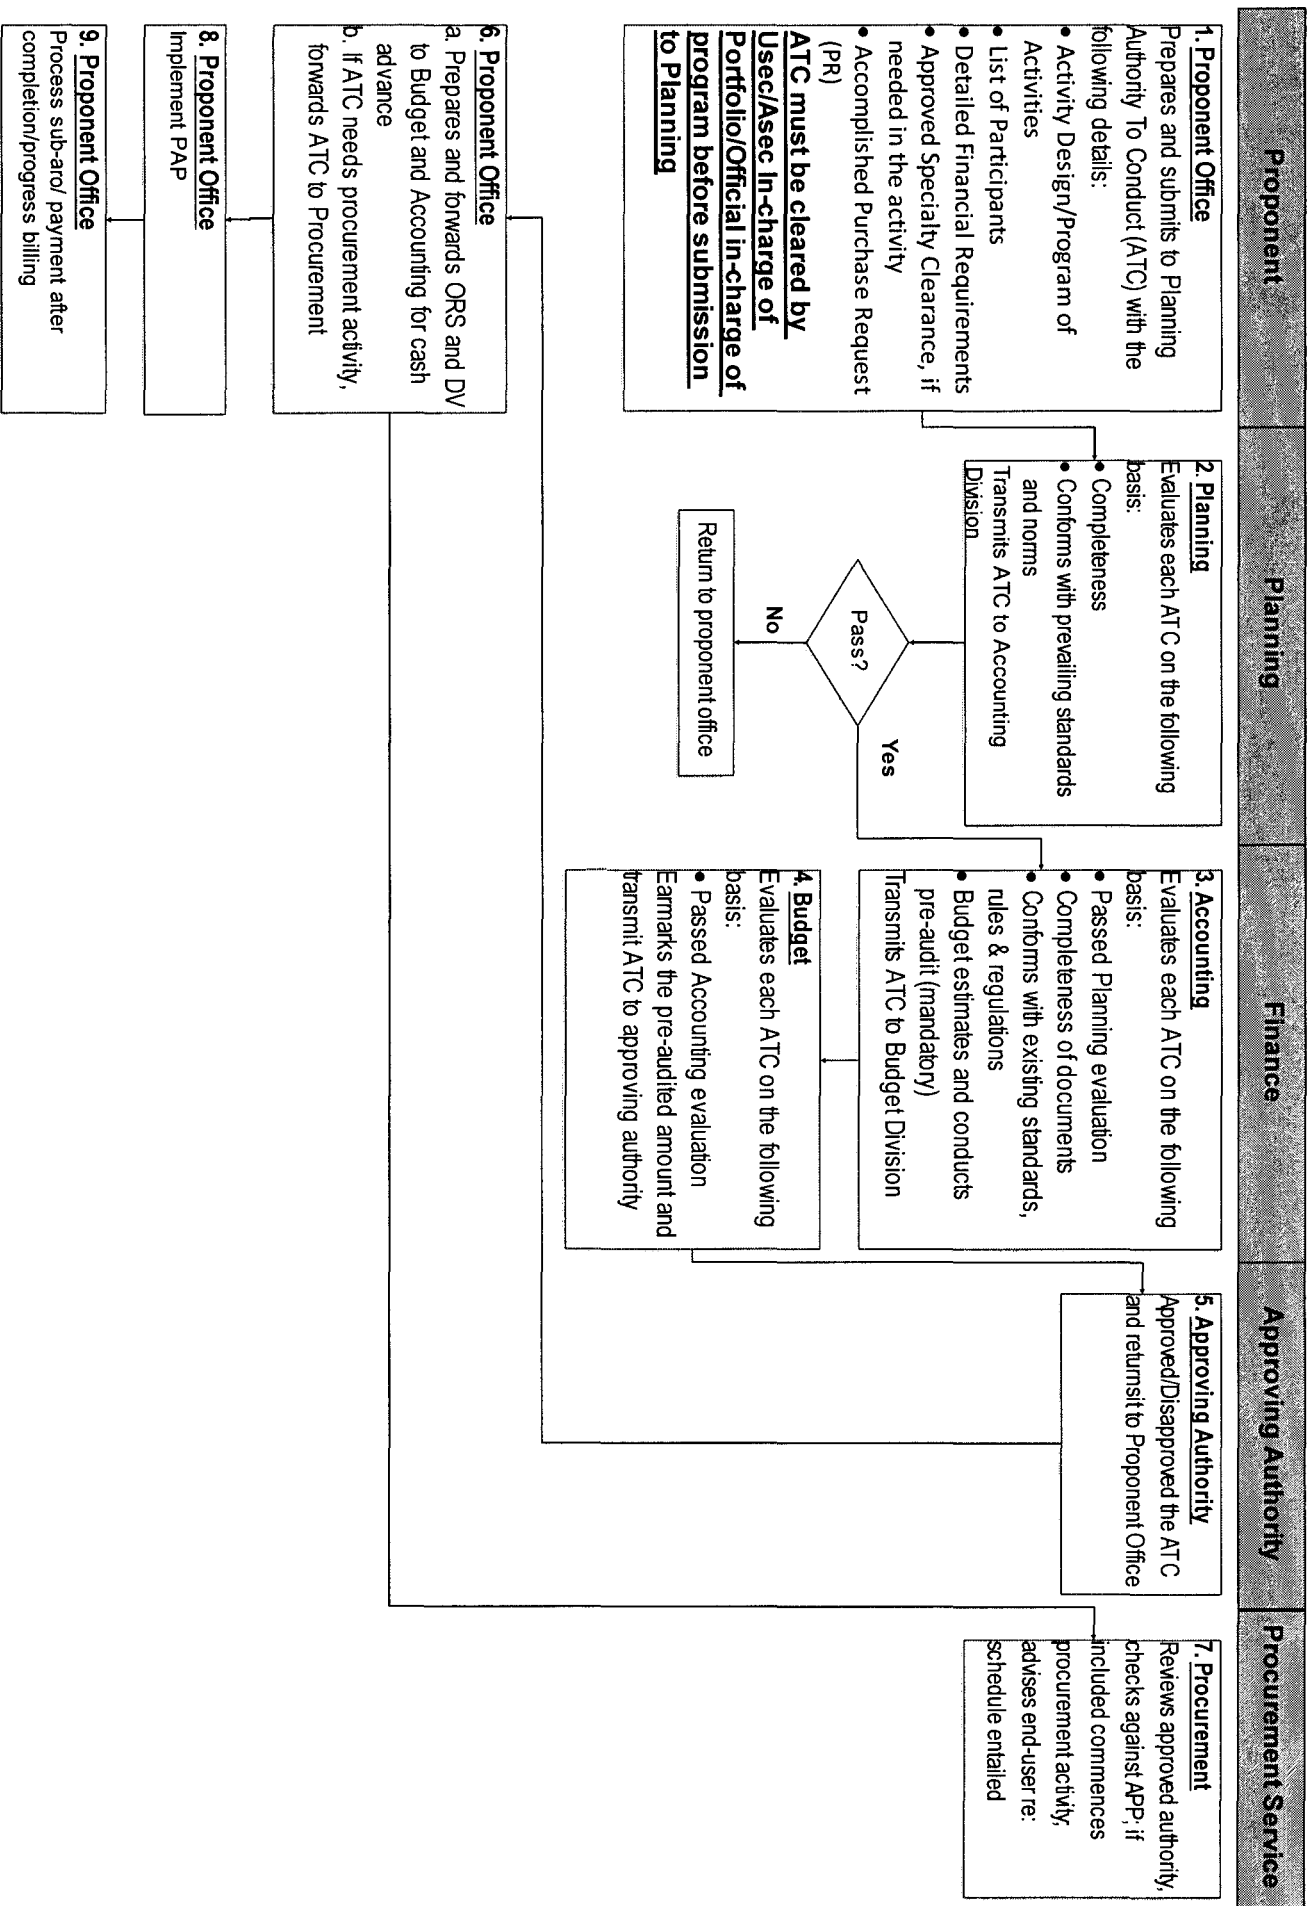 Proponent
Planning
Finance
Approving Authority
Procurement Service
1. Proponent Office
Prepares and submits to Planning
Authority To Conduct (ATC) with the
following details:
• Activity Design/Program of
Activities
• List of Participants
• Detailed Financial Requirements
• Approved Specialty Clearance, if
needed in the activity
• Accomplished Purchase Request
(PR)
ATC must be cleared by
Usec/Asec In-charge of
Portfolio/Official in-charge of
program before submission
to Planning
2. Planning
Evaluates each ATC on the following
basis:
• Completeness
• Conforms with prevailing standards
and norms
Transmits ATC to Accounting
Division
Pass?
No
Yes
Return to proponent office
3. Accounting
Evaluates each ATC on the following
basis:
• Passed Planning evaluation
• Completeness of documents
• Conforms with existing standards,
rules & regulations
• Budget estimates and conducts
pre-audit (mandatory)
Transmits ATC to Budget Division
4. Budget
Evaluates each ATC on the following
basis:
• Passed Accounting evaluation
Earmarks the pre-audited amount and
transmit ATC to approving authority
5. Approving Authority
Approved/Disapproved the ATC
and returnsit to Proponent Office
6. Proponent Office
a. Prepares and forwards ORS and DV
to Budget and Accounting for cash
advance
b. If ATC needs procurement activity,
forwards ATC to Procurement
7. Procurement
Reviews approved authority,
checks against APP; if
included commences
procurement activity,
advises end-user re:
schedule entailed
8. Proponent Office
Implement PAP
9. Proponent Office
Process sub-aro/ payment after
completion/progress billing